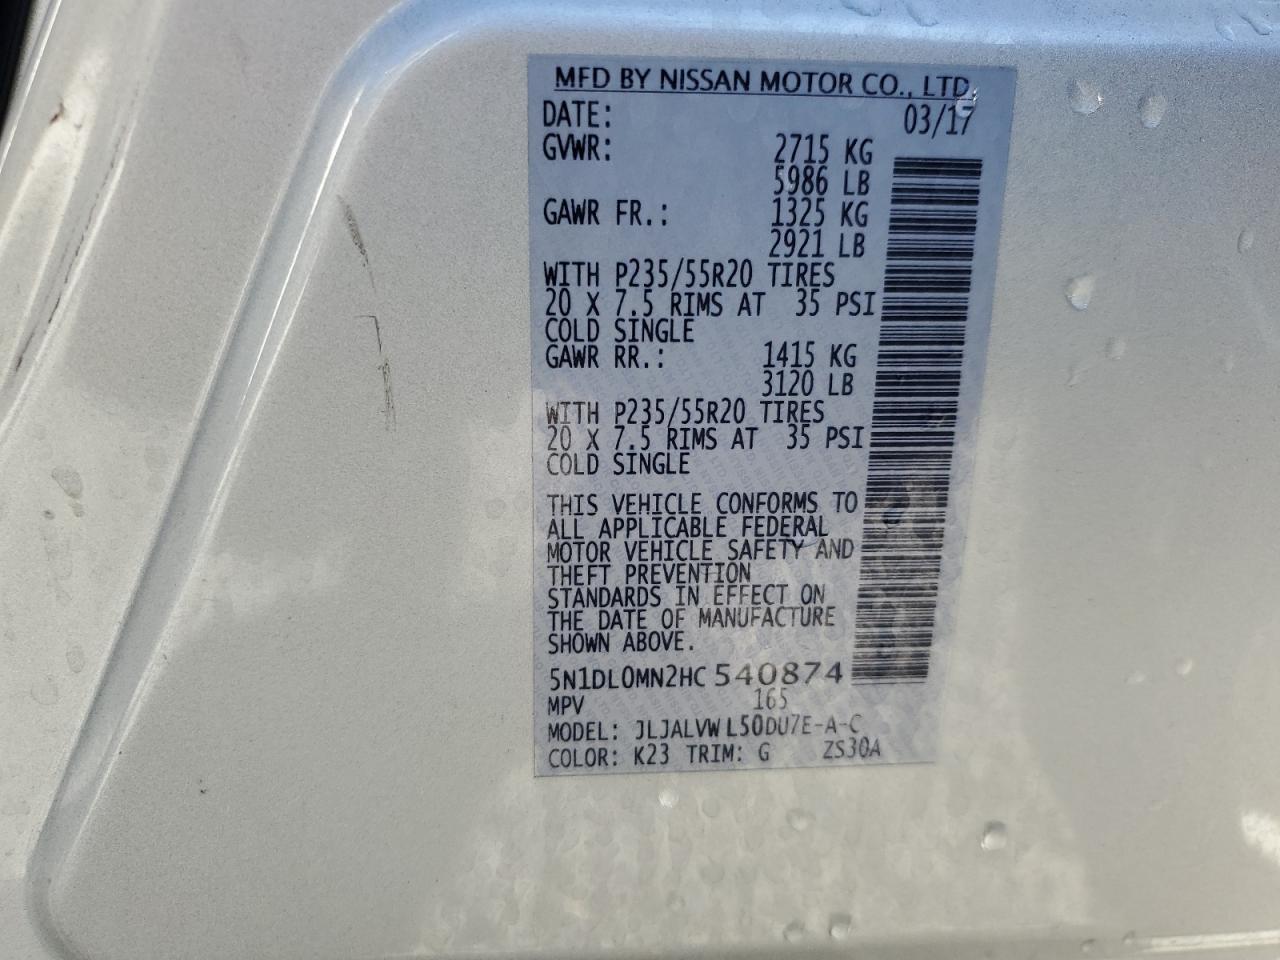 MFD BY NISSAN MOTOR CO., LTD.
DATE: 03/17
GVWR: 2715 KG
5986 LB
GAWR FR.: 1325 KG
2921 LB
WITH P235/55R20 TIRES
20 X 7.5 RIMS AT 35 PSI
COLD SINGLE
GAWR RR.: 1415 KG
3120 LB
WITH P235/55R20 TIRES
20 X 7.5 RIMS AT 35 PSI
COLD SINGLE
THIS VEHICLE CONFORMS TO
ALL APPLICABLE FEDERAL
MOTOR VEHICLE SAFETY AND
THEFT PREVENTION
STANDARDS IN EFFECT ON
THE DATE OF MANUFACTURE
SHOWN ABOVE.
5N1DL0MN2HC 540874
MPV 165
MODEL: JLJALVW L50DU7E-A-C
COLOR: K23 TRIM: G ZS30A